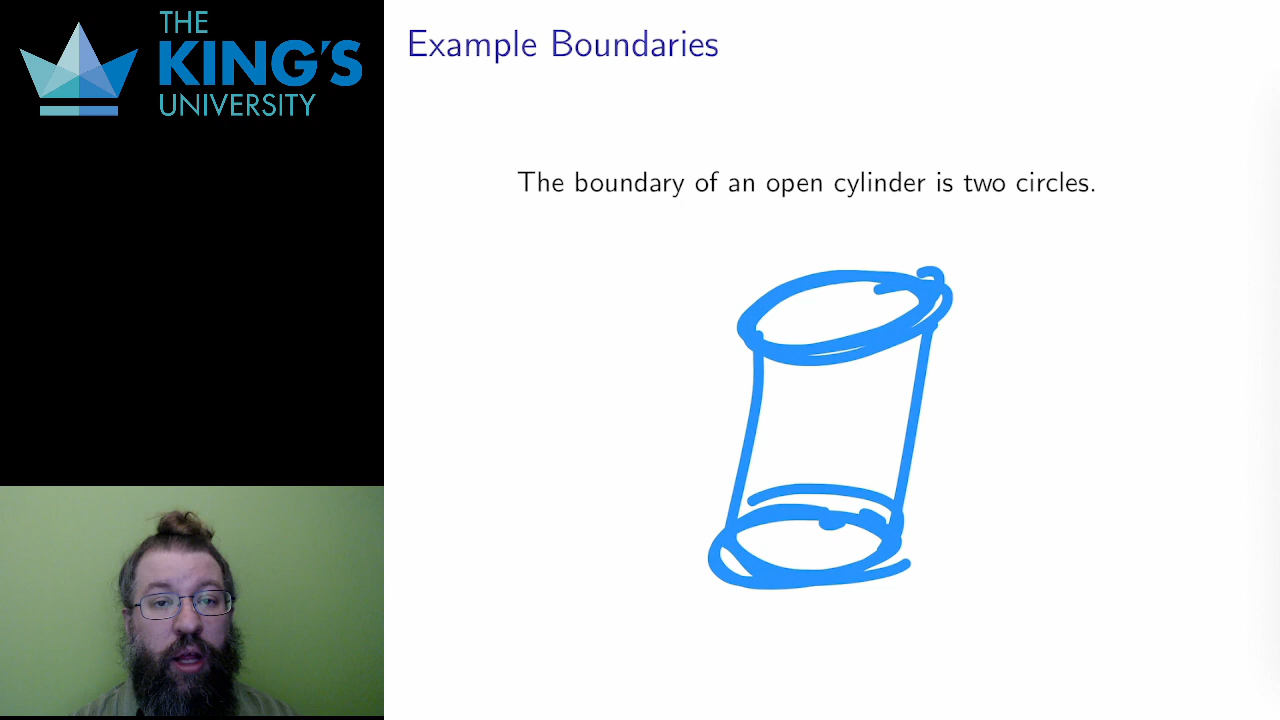 THE
KING'S
UNIVERSITY
Example Boundaries
The boundary of an open cylinder is two circles.